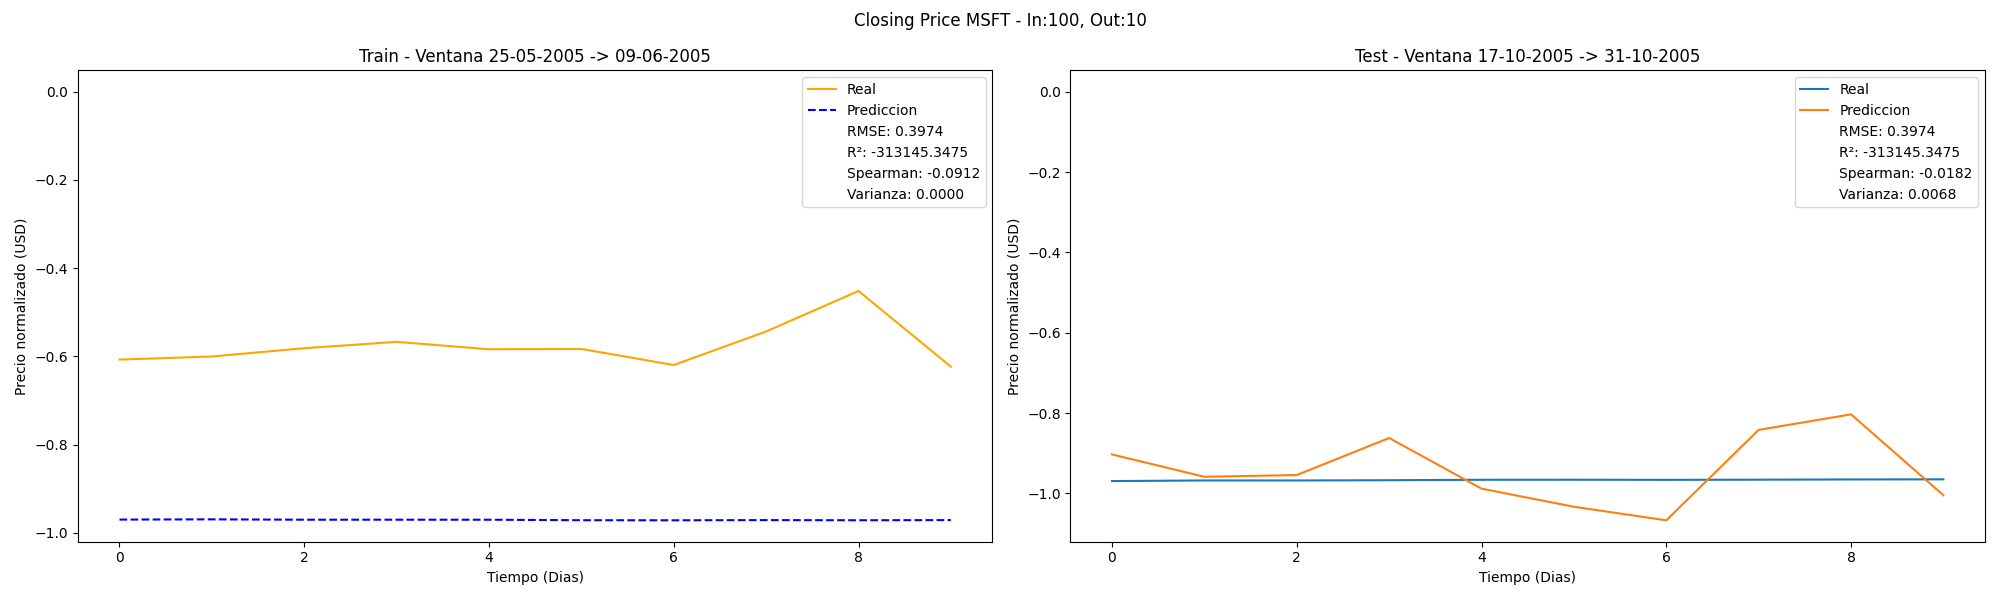 Closing Price MSFT - In:100, Out:10
Train - Ventana 25-05-2005 -> 09-06-2005
Precio normalizado (USD)
0.0
−0.2
−0.4
−0.6
−0.8
−1.0
Real
Prediccion
RMSE: 0.3974
R²: -313145.3475
Spearman: -0.0912
Varianza: 0.0000
0
2
4
6
8
Tiempo (Dias)
Test - Ventana 17-10-2005 -> 31-10-2005
Precio normalizado (USD)
0.0
−0.2
−0.4
−0.6
−0.8
−1.0
Real
Prediccion
RMSE: 0.3974
R²: -313145.3475
Spearman: -0.0182
Varianza: 0.0068
0
2
4
6
8
Tiempo (Dias)